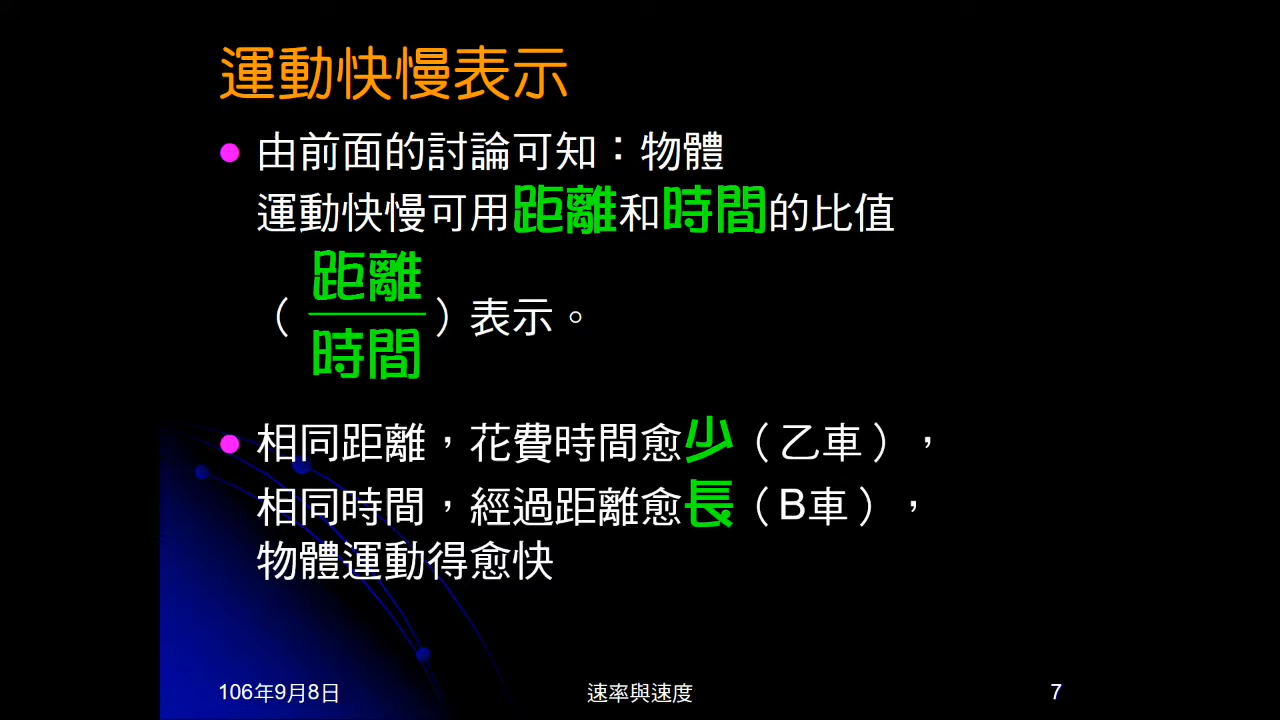 運動快慢表示
由前面的討論可知：物體
運動快慢可用距離和時間的比值
距離
（ ）表示。
時間
相同距離，花費時間愈少（乙車），
相同時間，經過距離愈長（B車），
物體運動得愈快
106年9月8日 速率與速度 7